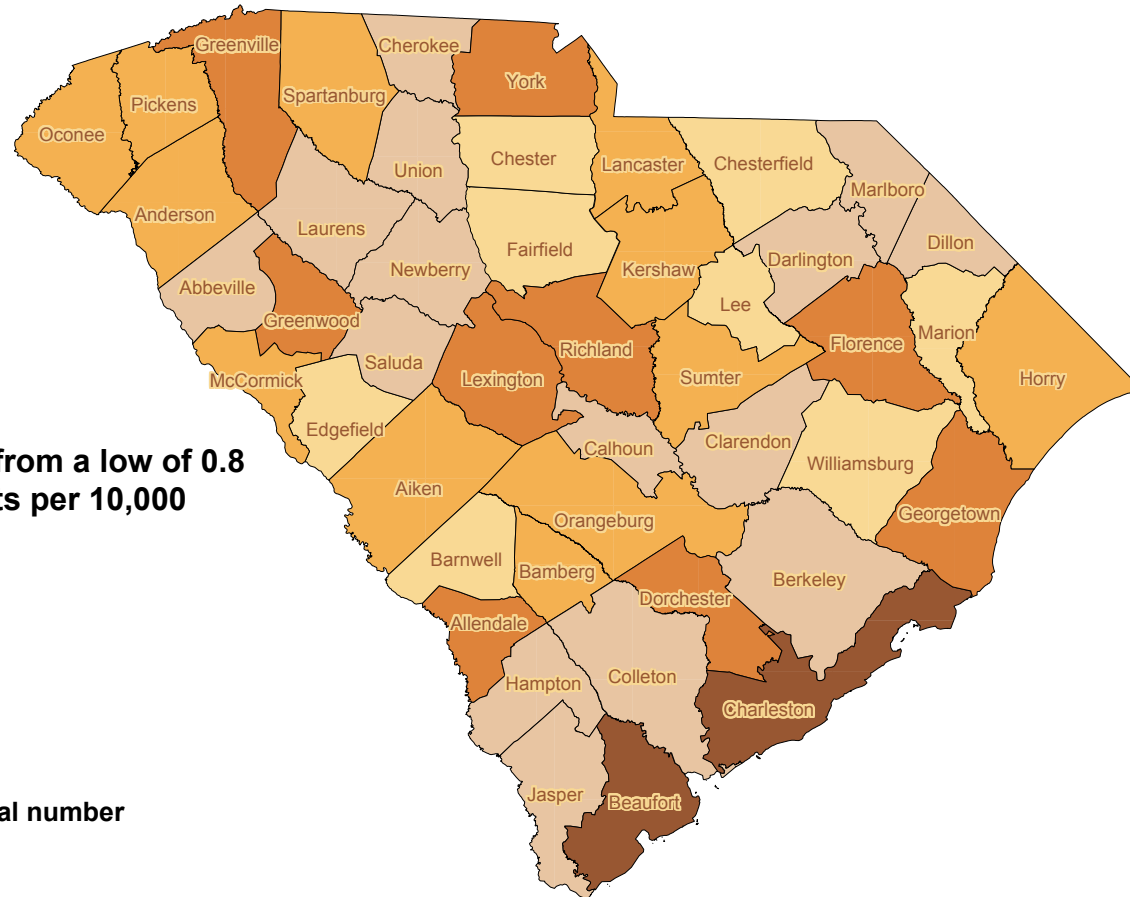 Greenville
Cherokee
York
Pickens
Spartanburg
Oconee
Chester
Lancaster
Chesterfield
Union
Marlboro
Anderson
Laurens
Dillon
Fairfield
Darlington
Newberry
Kershaw
Abbeville
Lee
Greenwood
Marion
Richland
Florence
Saluda
McCormick
Lexington
Sumter
Horry
Edgefield
Clarendon
Calhoun
from a low of 0.8
Williamsburg
Aiken
ts per 10,000
Georgetown
Orangeburg
Barnwell
Bamberg
Berkeley
Dorchester
Allendale
Colleton
Hampton
Charleston
Jasper
Beaufort
al number